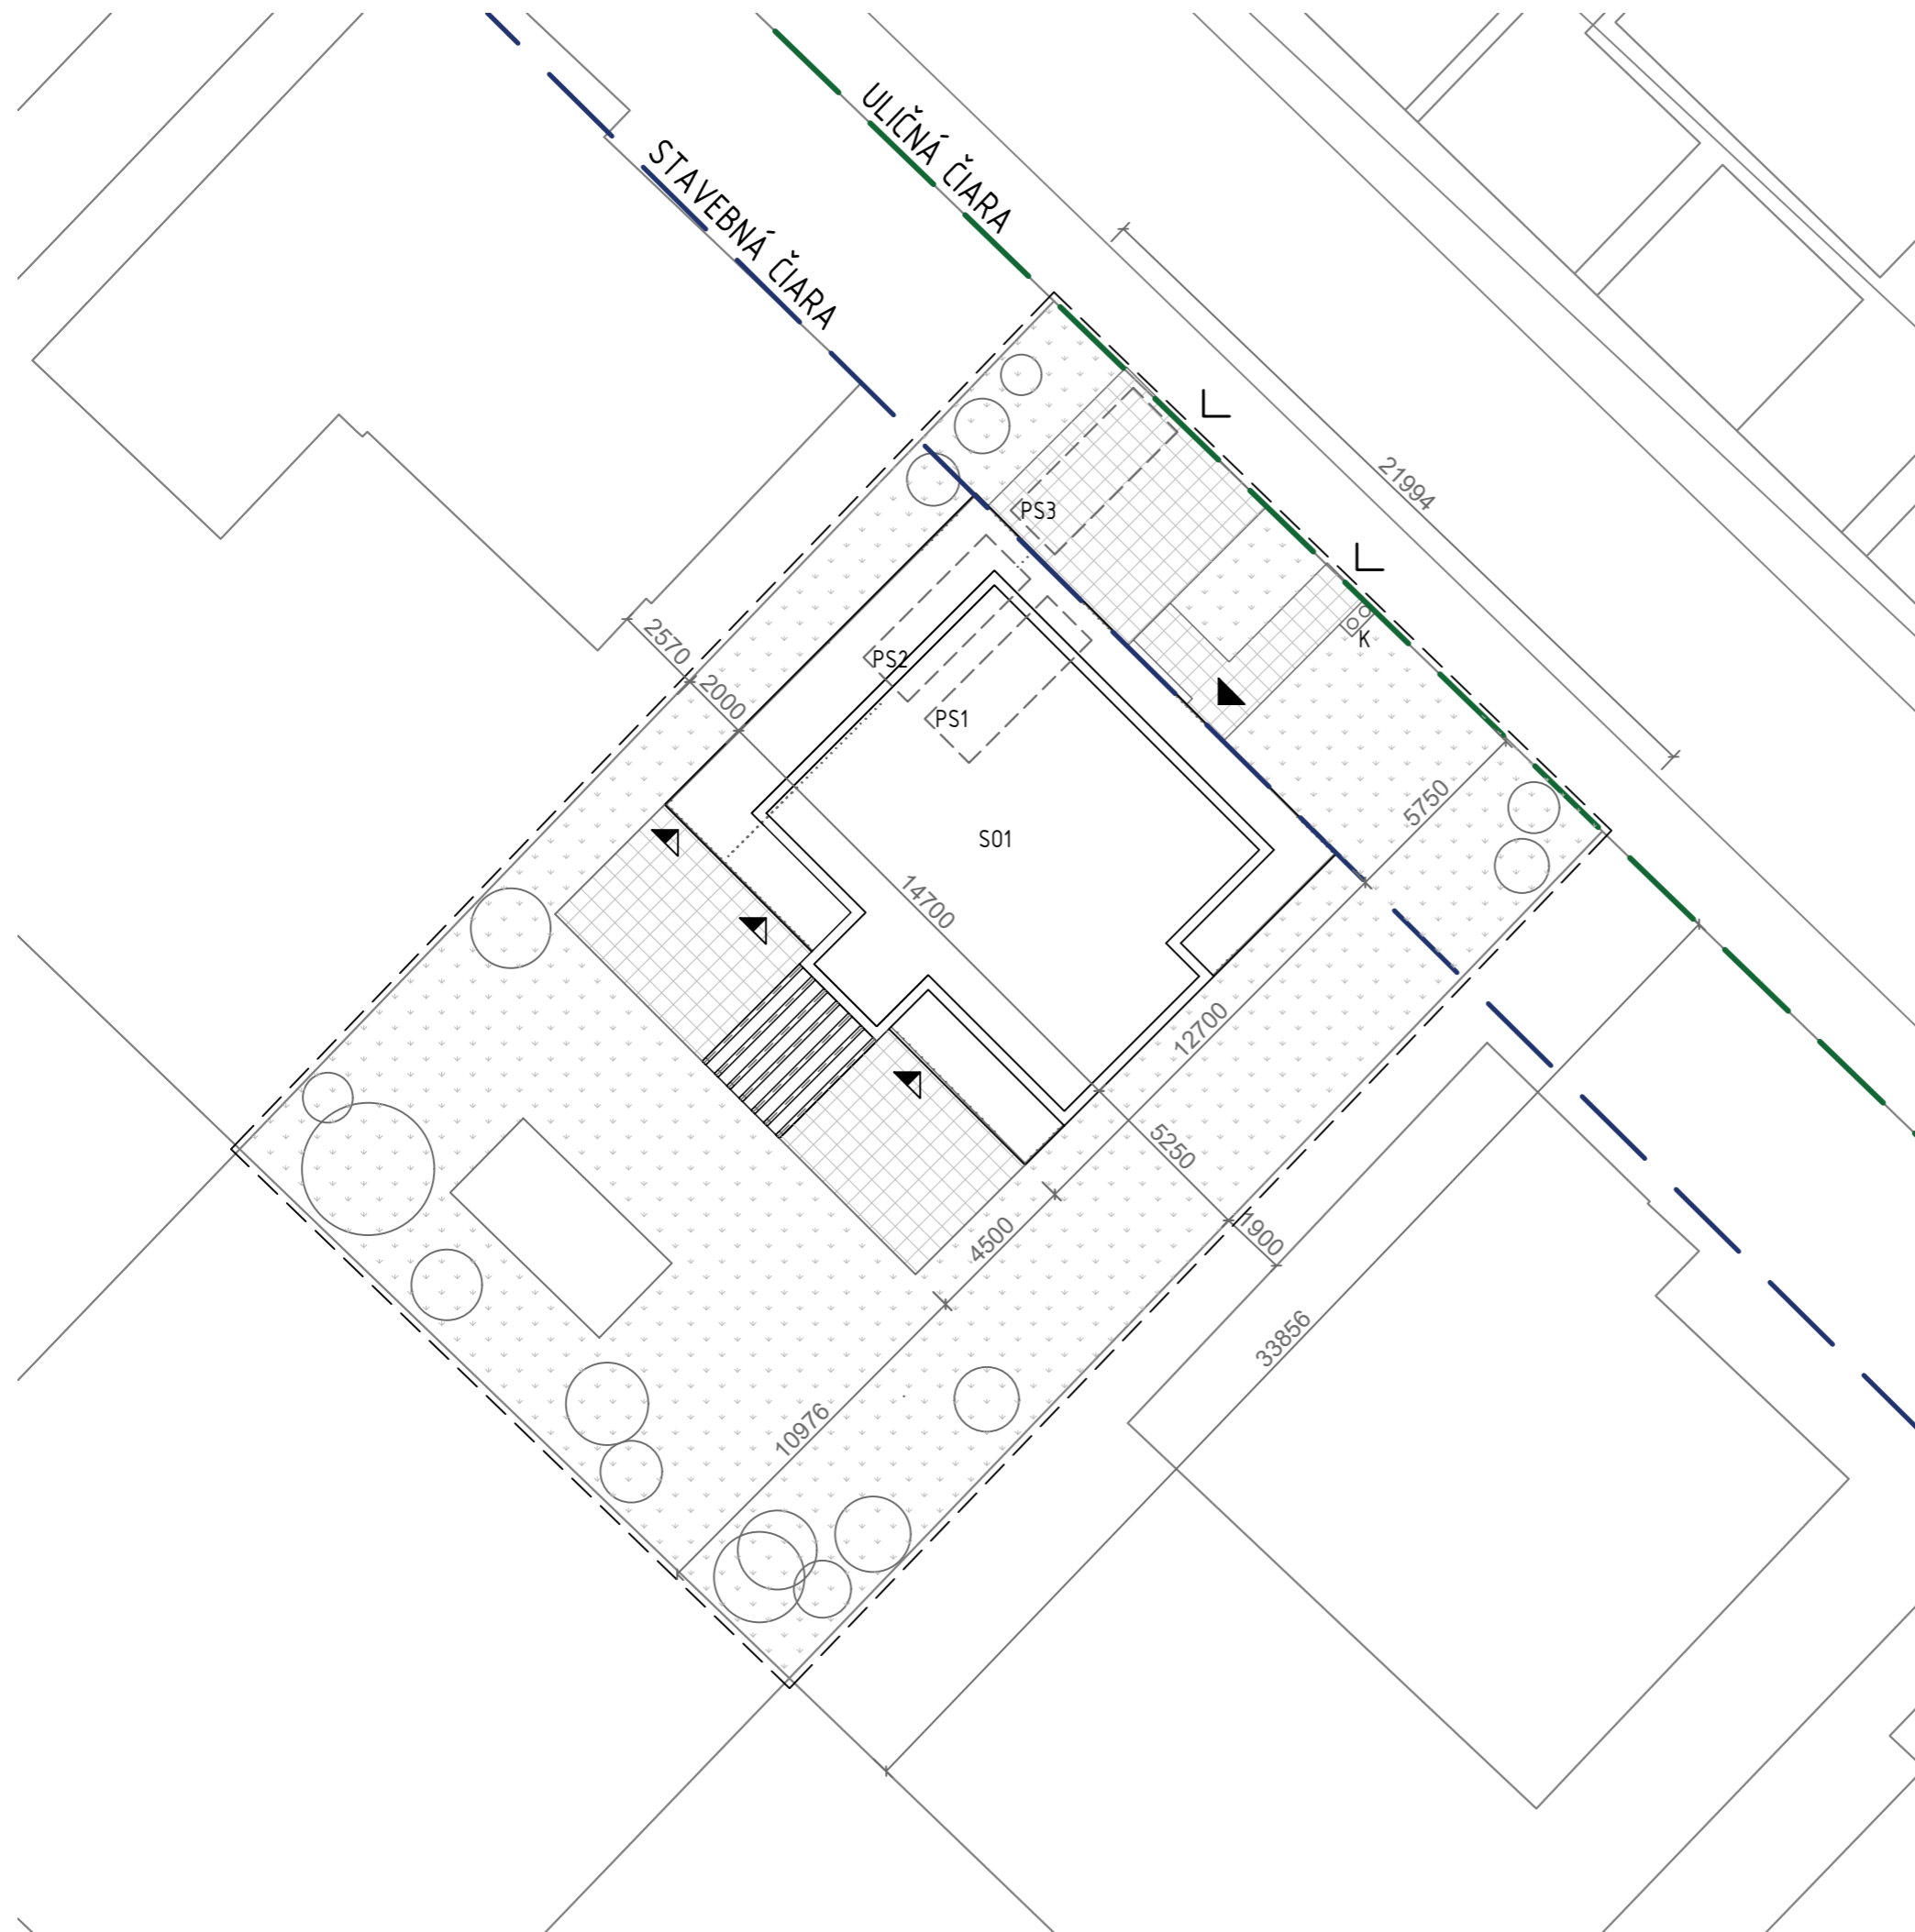 ULIČNÁ ČIARA
STAVEBNÁ ČIARA
21994
PS3
K
2570
PS2
2000
PS1
5750
S01
14700
12700
5250
4500
1900
33856
10976